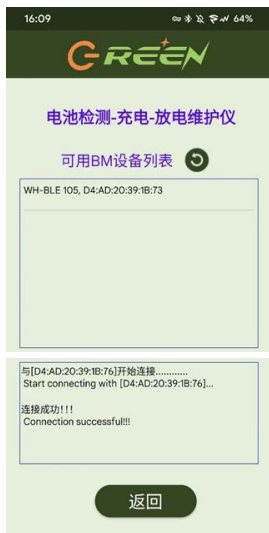 16:09
64%
GREEN
电池检测-充电-放电维护仪
可用BM设备列表
WH-BLE 105, D4:AD:20:39:1B:73
与[D4:AD:20:39:1B:76]开始连接............
Start connecting with [D4:AD:20:39:1B:76]...
连接成功!!!
Connection successful!!!
返回